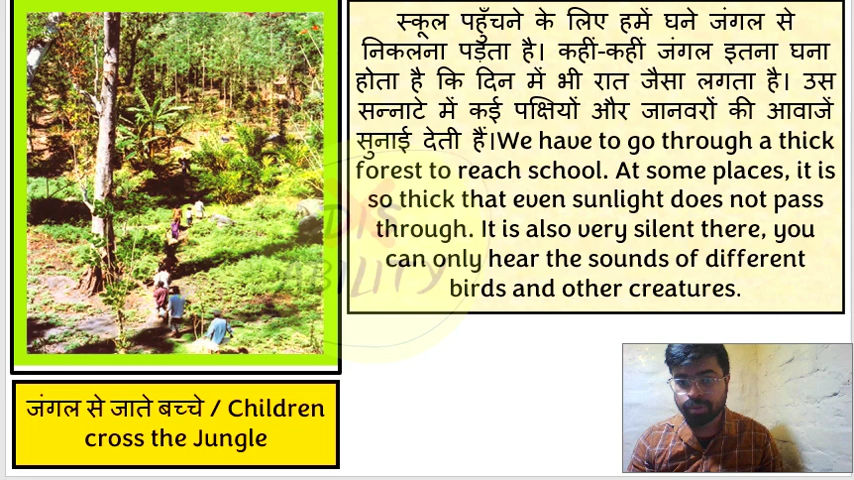 स्कूल पहुँचने के लिए हमें घने जंगल से
निकलना पड़ता है। कहीं-कहीं जंगल इतना घना
होता है कि दिन में भी रात जैसा लगता है। उस
सन्नाटे में कई पक्षियों और जानवरों की आवाजें
सुनाई देती हैं।We have to go through a thick
forest to reach school. At some places, it is
so thick that even sunlight does not pass
through. It is also very silent there, you
can only hear the sounds of different
birds and other creatures.
जंगल से जाते बच्चे / Children
cross the Jungle
ABILITY